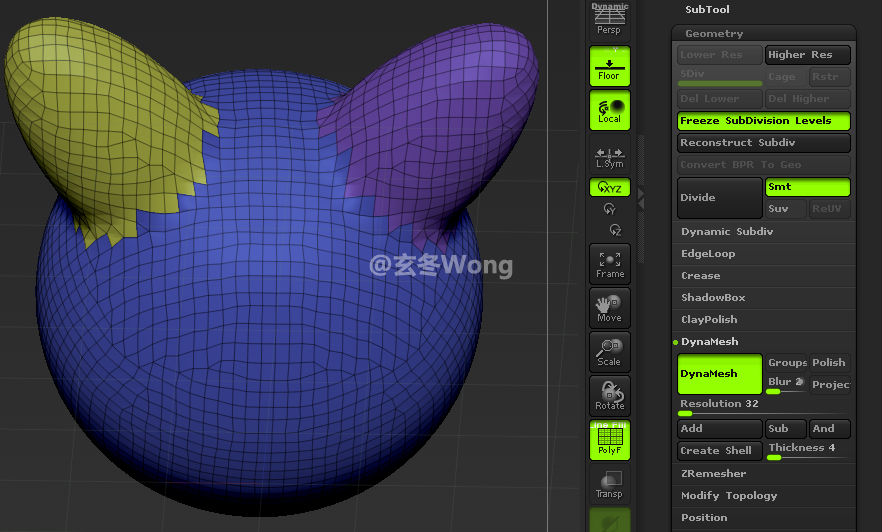 Dynamic
Persp
Floor
Local
L.Sym
XYZ
Y
Z
Frame
Move
Scale
Rotate
PolyF
Transp
@玄冬Wong
SubTool
Geometry
Lower Res Higher Res
SDiv Cage Rstr
Del Lower Del Higher
Freeze SubDivision Levels
Reconstruct Subdiv
Convert BPR To Geo
Divide Smt
Suv ReUV
Dynamic Subdiv
EdgeLoop
Crease
ShadowBox
ClayPolish
DynaMesh
DynaMesh Groups Polish
Blur 2 Projec
Resolution 32
Add Sub And
Create Shell Thickness 4
ZRemesher
Modify Topology
Position